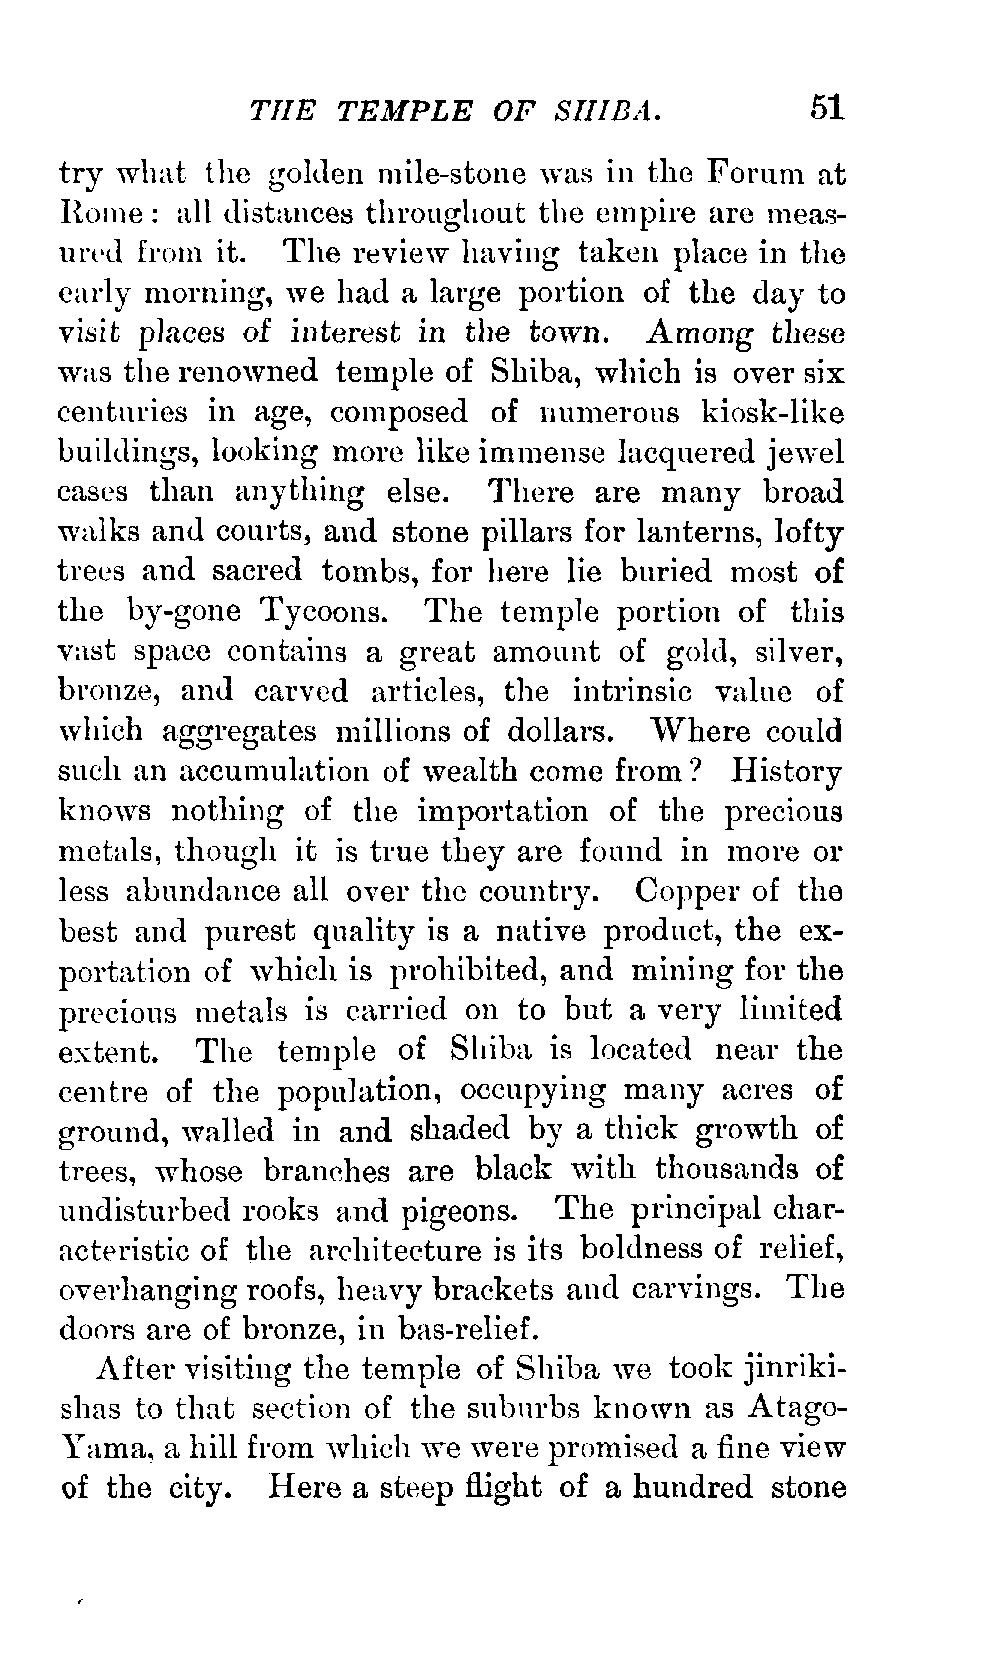 THE TEMPLE OF SHIBA. 51
try what the golden mile-stone was in the Forum at
Rome : all distances throughout the empire are meas-
ured from it. The review having taken place in the
early morning, we had a large portion of the day to
visit places of interest in the town. Among these
was the renowned temple of Shiba, which is over six
centuries in age, composed of numerous kiosk-like
buildings, looking more like immense lacquered jewel
cases than anything else. There are many broad
walks and courts, and stone pillars for lanterns, lofty
trees and sacred tombs, for here lie buried most of
the by-gone Tycoons. The temple portion of this
vast space contains a great amount of gold, silver,
bronze, and carved articles, the intrinsic value of
which aggregates millions of dollars. Where could
such an accumulation of wealth come from ? History
knows nothing of the importation of the precious
metals, though it is true they are found in more or
less abundance all over the country. Copper of the
best and purest quality is a native product, the ex-
portation of which is prohibited, and mining for the
precious metals is carried on to but a very limited
extent. The temple of Shiba is located near the
centre of the population, occupying many acres of
ground, walled in and shaded by a thick growth of
trees, whose branches are black with thousands of
undisturbed rooks and pigeons. The principal char-
acteristic of the architecture is its boldness of relief,
overhanging roofs, heavy brackets and carvings. The
doors are of bronze, in bas-relief.
After visiting the temple of Shiba we took jinriki-
shas to that section of the suburbs known as Atago-
Yama, a hill from which we were promised a fine view
of the city. Here a steep flight of a hundred stone